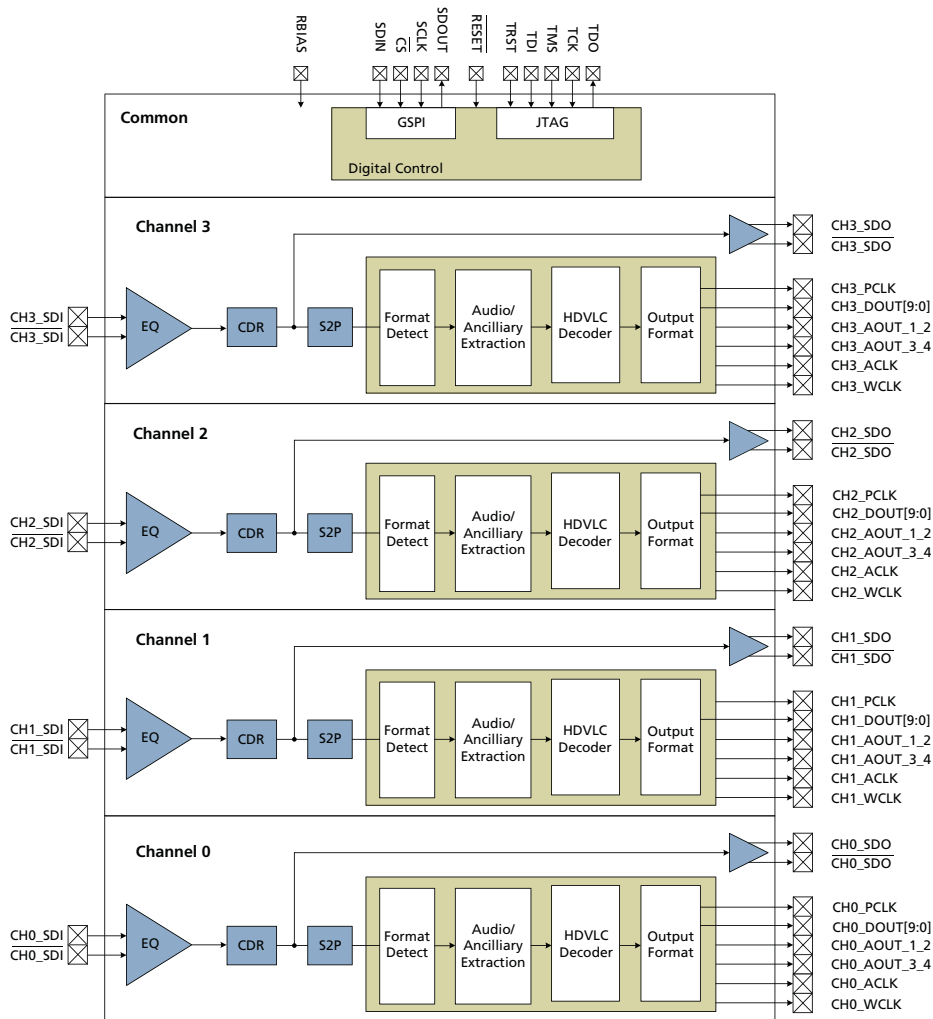 RBIAS
SDIN
CS
SCLK
SDOUT
RESET
TRST
TDI
TMS
TCK
TDO
Common
GSPI
JTAG
Digital Control
Channel 3
CH3_SDO
CH3_SDO
CH3_SDI
CH3_SDI
EQ
CDR
S2P
Format
Detect
Audio/
Ancilliary
Extraction
HDVLC
Decoder
Output
Format
CH3_PCLK
CH3_DOUT[9:0]
CH3_AOUT_1_2
CH3_AOUT_3_4
CH3_ACLK
CH3_WCLK
Channel 2
CH2_SDO
CH2_SDO
CH2_SDI
CH2_SDI
EQ
CDR
S2P
Format
Detect
Audio/
Ancilliary
Extraction
HDVLC
Decoder
Output
Format
CH2_PCLK
CH2_DOUT[9:0]
CH2_AOUT_1_2
CH2_AOUT_3_4
CH2_ACLK
CH2_WCLK
Channel 1
CH1_SDO
CH1_SDO
CH1_SDI
CH1_SDI
EQ
CDR
S2P
Format
Detect
Audio/
Ancilliary
Extraction
HDVLC
Decoder
Output
Format
CH1_PCLK
CH1_DOUT[9:0]
CH1_AOUT_1_2
CH1_AOUT_3_4
CH1_ACLK
CH1_WCLK
Channel 0
CH0_SDO
CH0_SDO
CH0_SDI
CH0_SDI
EQ
CDR
S2P
Format
Detect
Audio/
Ancilliary
Extraction
HDVLC
Decoder
Output
Format
CH0_PCLK
CH0_DOUT[9:0]
CH0_AOUT_1_2
CH0_AOUT_3_4
CH0_ACLK
CH0_WCLK